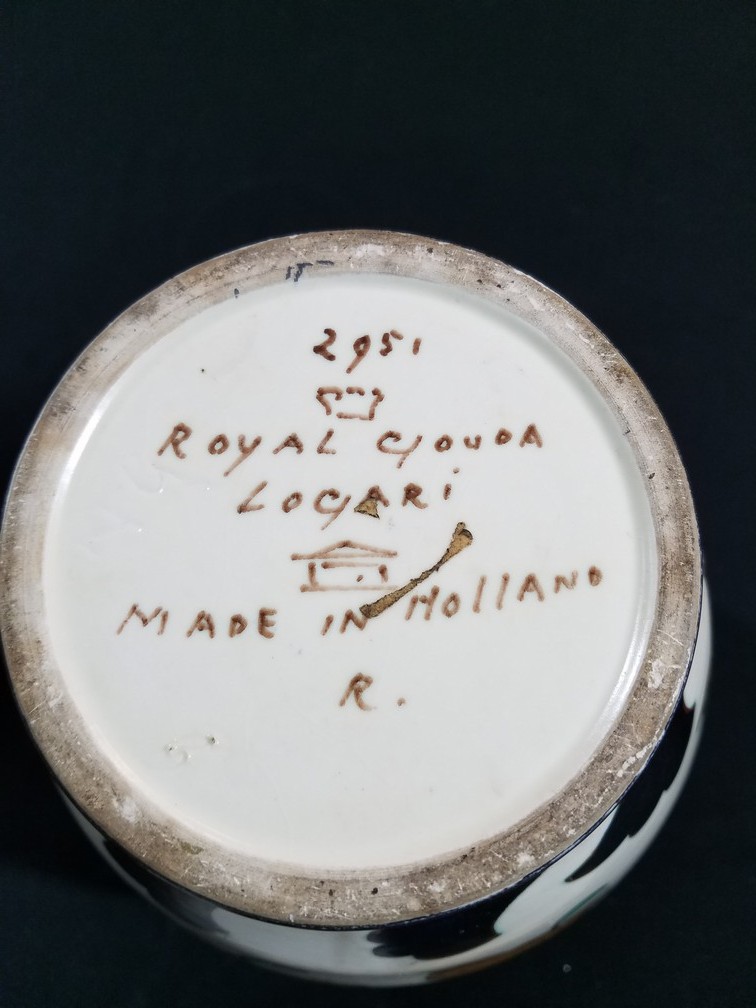 2951
ROYAL GOUDA
LOGARi
MADE IN HOllAND
R.